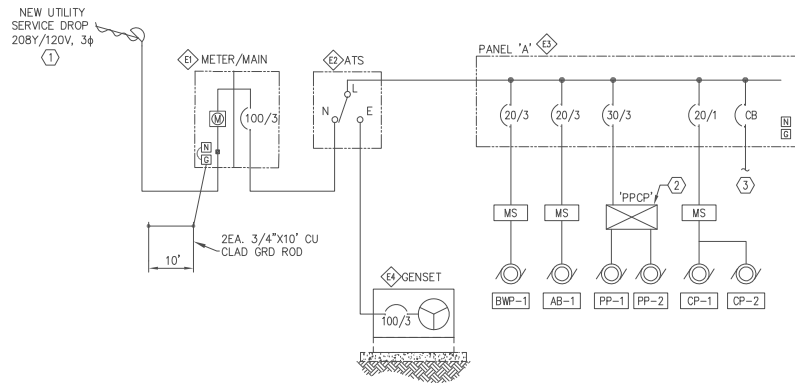 NEW UTILITY
SERVICE DROP
208Y/120V, 3ϕ
1
E1 METER/MAIN
M
100/3
N
G
2EA. 3/4"X10' CU
CLAD GRD ROD
10'
E2 ATS
L
N
E
E4 GENSET
100/3
PANEL 'A' E3
20/3
20/3
30/3
20/1
CB
N
G
'PPCP'
2
3
MS
MS
MS
BWP-1
AB-1
PP-1
PP-2
CP-1
CP-2